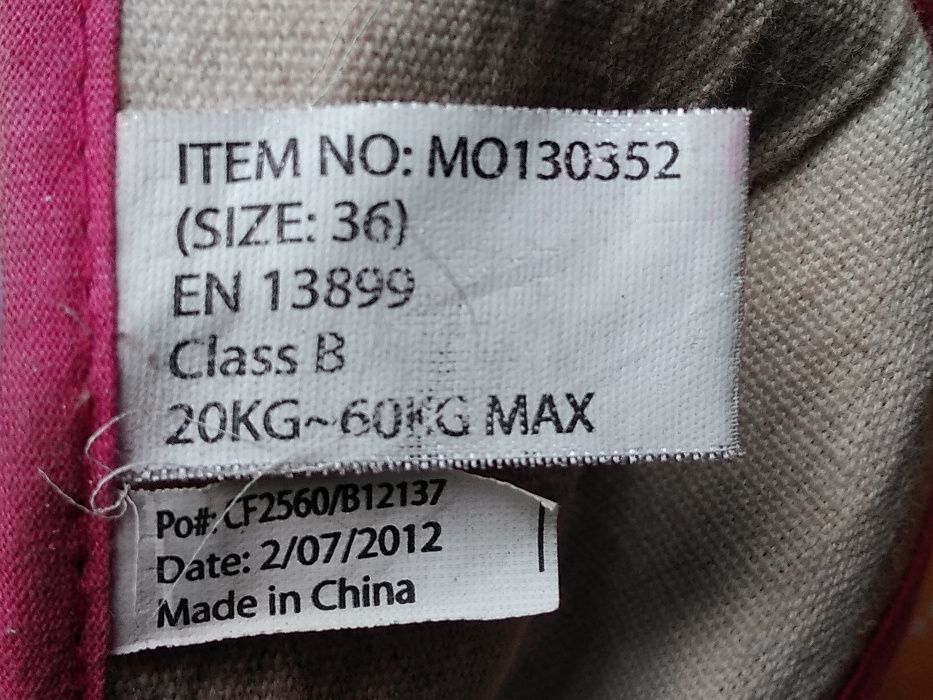 ITEM NO: MO130352
(SIZE: 36)
EN 13899
Class B
20KG~60KG MAX
Po#: CF2560/B12137
Date: 2/07/2012
Made in China